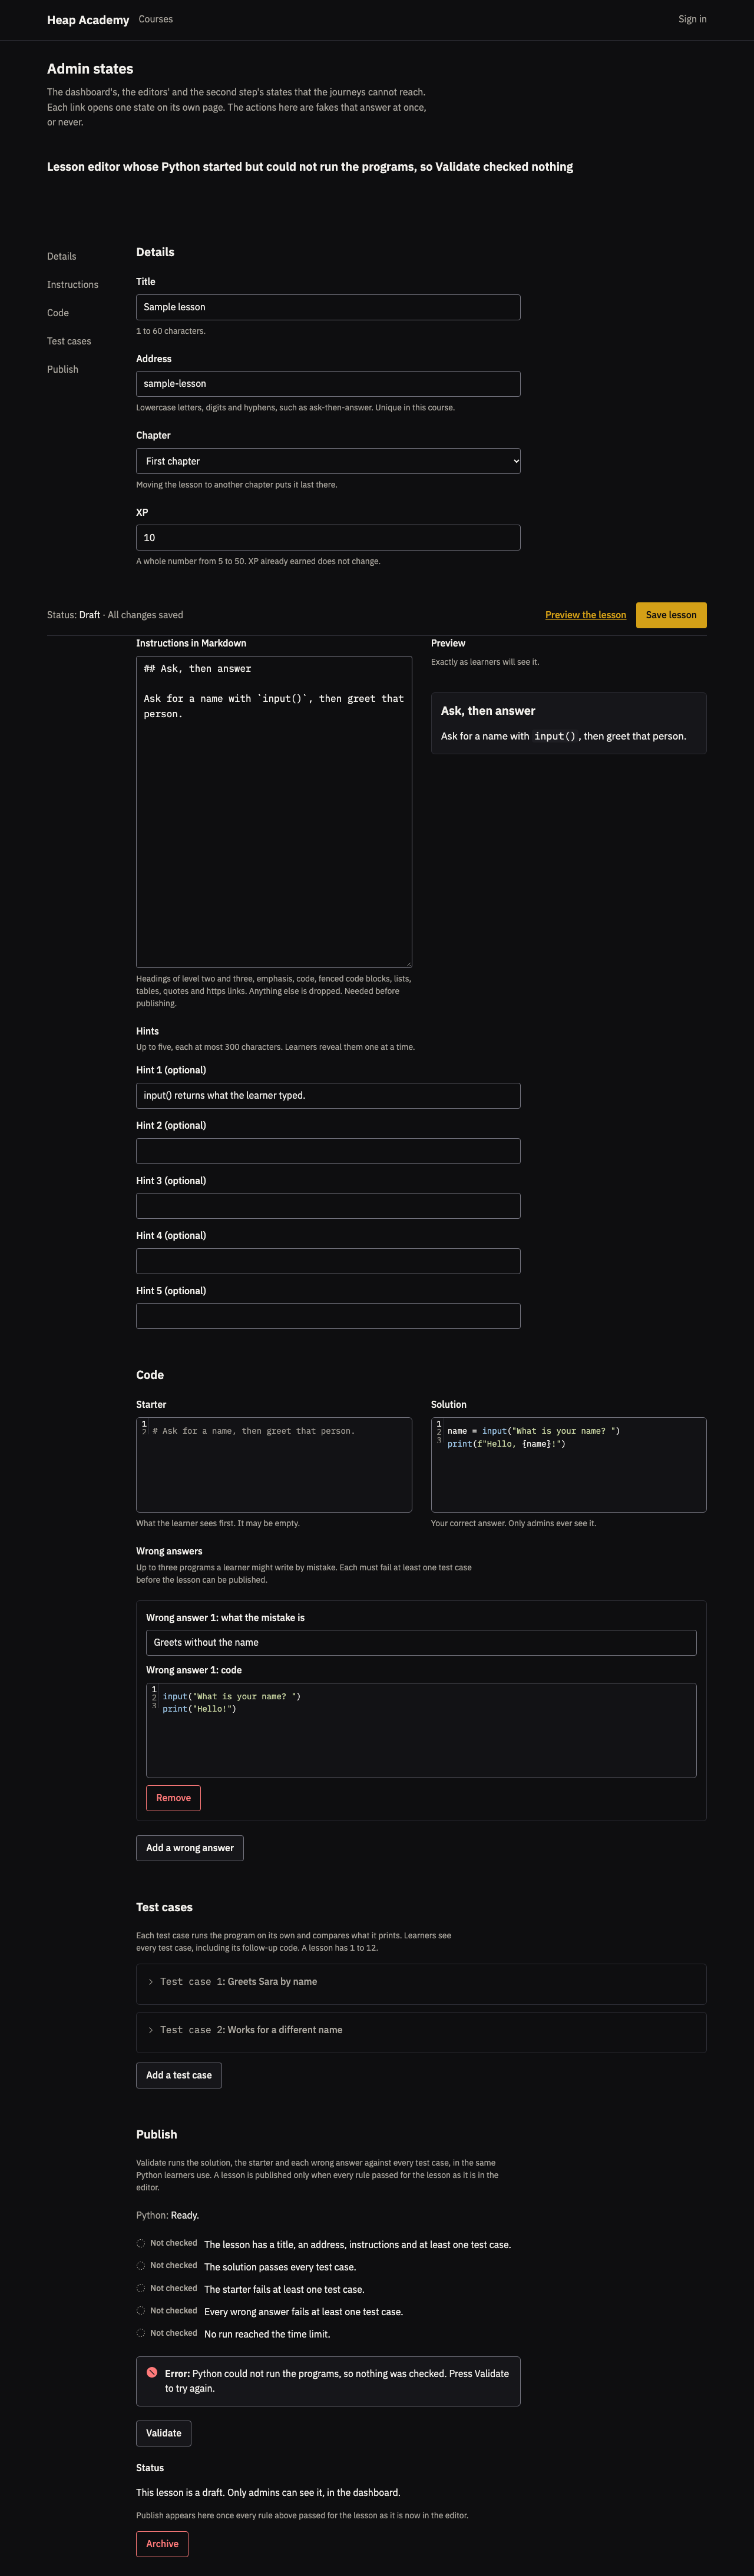 Heap Academy
Courses
Sign in
Admin states
The dashboard's, the editors' and the second step's states that the journeys cannot reach.
Each link opens one state on its own page. The actions here are fakes that answer at once,
or never.
Lesson editor whose Python started but could not run the programs, so Validate checked nothing
Details
Instructions
Code
Test cases
Publish
Details
Title
Sample lesson
1 to 60 characters.
Address
sample-lesson
Lowercase letters, digits and hyphens, such as ask-then-answer. Unique in this course.
Chapter
First chapter
Moving the lesson to another chapter puts it last there.
XP
10
A whole number from 5 to 50. XP already earned does not change.
Status: Draft · All changes saved
Preview the lesson
Save lesson
Instructions in Markdown
## Ask, then answer
Ask for a name with `input()`, then greet that
person.
Headings of level two and three, emphasis, code, fenced code blocks, lists,
tables, quotes and https links. Anything else is dropped. Needed before
publishing.
Preview
Exactly as learners will see it.
Ask, then answer
Ask for a name with input(), then greet that person.
Hints
Up to five, each at most 300 characters. Learners reveal them one at a time.
Hint 1 (optional)
input() returns what the learner typed.
Hint 2 (optional)
Hint 3 (optional)
Hint 4 (optional)
Hint 5 (optional)
Code
Starter
1
2
# Ask for a name, then greet that person.
What the learner sees first. It may be empty.
Solution
1
2
3
name = input("What is your name? ")
print(f"Hello, {name}!")
Your correct answer. Only admins ever see it.
Wrong answers
Up to three programs a learner might write by mistake. Each must fail at least one test case
before the lesson can be published.
Wrong answer 1: what the mistake is
Greets without the name
Wrong answer 1: code
1
2
3
input("What is your name? ")
print("Hello!")
Remove
Add a wrong answer
Test cases
Each test case runs the program on its own and compares what it prints. Learners see
every test case, including its follow-up code. A lesson has 1 to 12.
Test case 1: Greets Sara by name
Test case 2: Works for a different name
Add a test case
Publish
Validate runs the solution, the starter and each wrong answer against every test case, in the same
Python learners use. A lesson is published only when every rule passed for the lesson as it is in the
editor.
Python: Ready.
Not checked The lesson has a title, an address, instructions and at least one test case.
Not checked The solution passes every test case.
Not checked The starter fails at least one test case.
Not checked Every wrong answer fails at least one test case.
Not checked No run reached the time limit.
Error: Python could not run the programs, so nothing was checked. Press Validate
to try again.
Validate
Status
This lesson is a draft. Only admins can see it, in the dashboard.
Publish appears here once every rule above passed for the lesson as it is now in the editor.
Archive